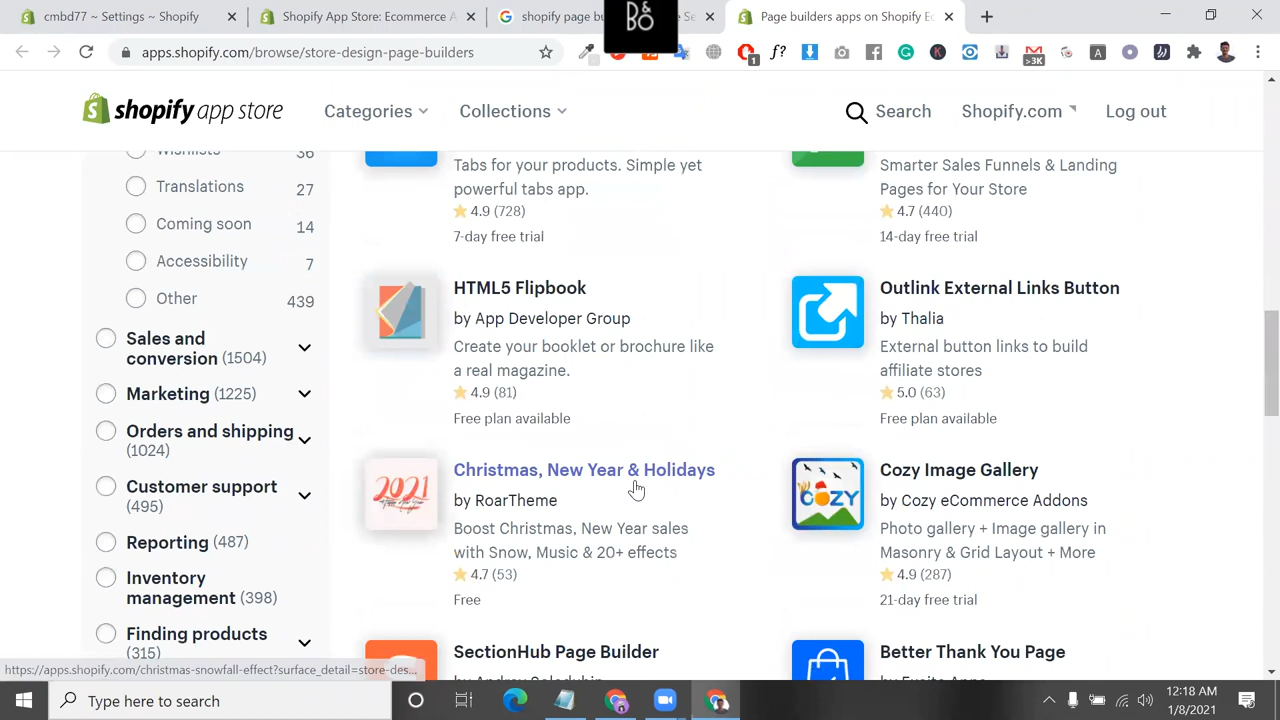 cmbd77 ~ Settings ~ Shopify
Shopify App Store: Ecommerce A
shopify page bu
Se
Page builders apps on Shopify Ec
B&
BO
apps.shopify.com/browse/store-design-page-builders
1
f?
K
>3K
A
shopify app store
Categories
Collections
Search
Shopify.com
Log out
Wishlists
36
Translations
27
Coming soon
14
Accessibility
7
Other
439
Sales and
conversion (1504)
Marketing (1225)
Orders and shipping
(1024)
Customer support
(495)
Reporting (487)
Inventory
management (398)
Finding products
(315)
Tabs for your products. Simple yet
powerful tabs app.
4.9 (728)
7-day free trial
Smarter Sales Funnels & Landing
Pages for Your Store
4.7 (440)
14-day free trial
HTML5 Flipbook
by App Developer Group
Create your booklet or brochure like
a real magazine.
4.9 (81)
Free plan available
Outlink External Links Button
by Thalia
External button links to build
affiliate stores
5.0 (63)
Free plan available
2021
Christmas, New Year & Holidays
by RoarTheme
Boost Christmas, New Year sales
with Snow, Music & 20+ effects
4.7 (53)
Free
COZY
Cozy Image Gallery
by Cozy eCommerce Addons
Photo gallery + Image gallery in
Masonry & Grid Layout + More
4.9 (287)
21-day free trial
SectionHub Page Builder
Better Thank You Page
https://apps.shopify.com/christmas-snowfall-effect?surface_detail=store-des...
Type here to search
12:18 AM
1/8/2021